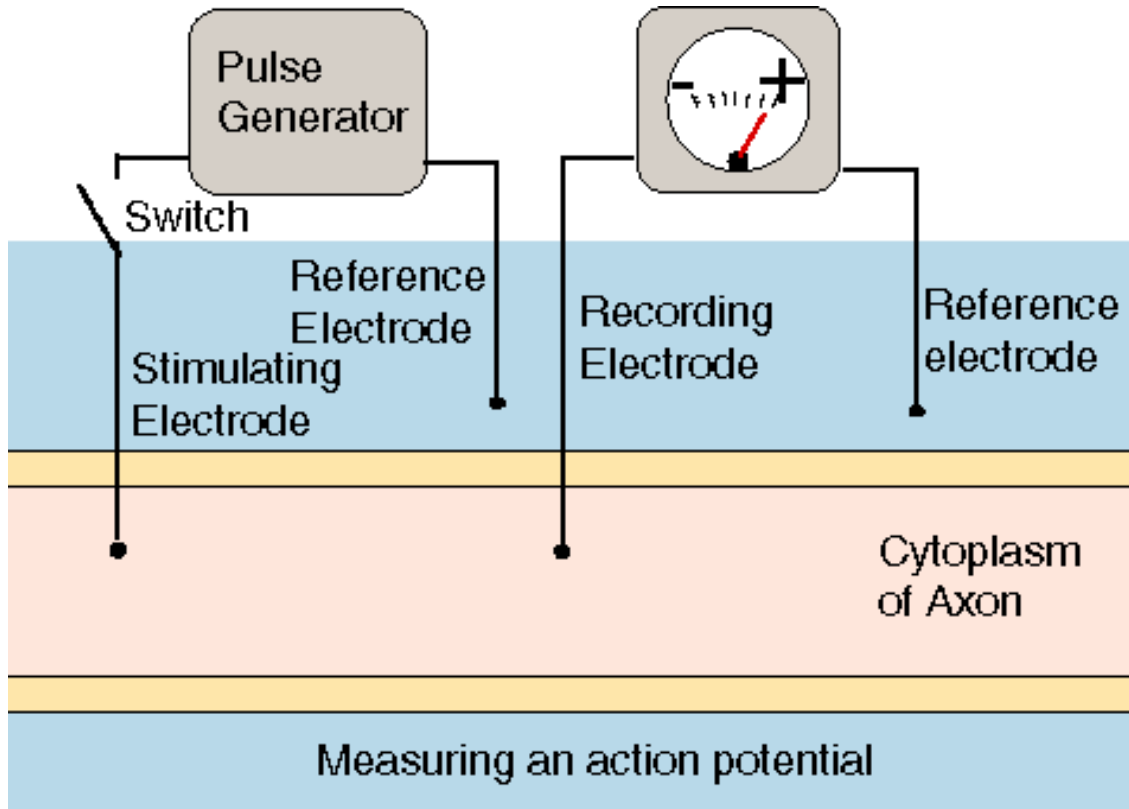 Pulse
Generator
- +
Switch
Reference
Electrode
Stimulating
Electrode
Recording
Electrode
Reference
electrode
Cytoplasm
of Axon
Measuring an action potential